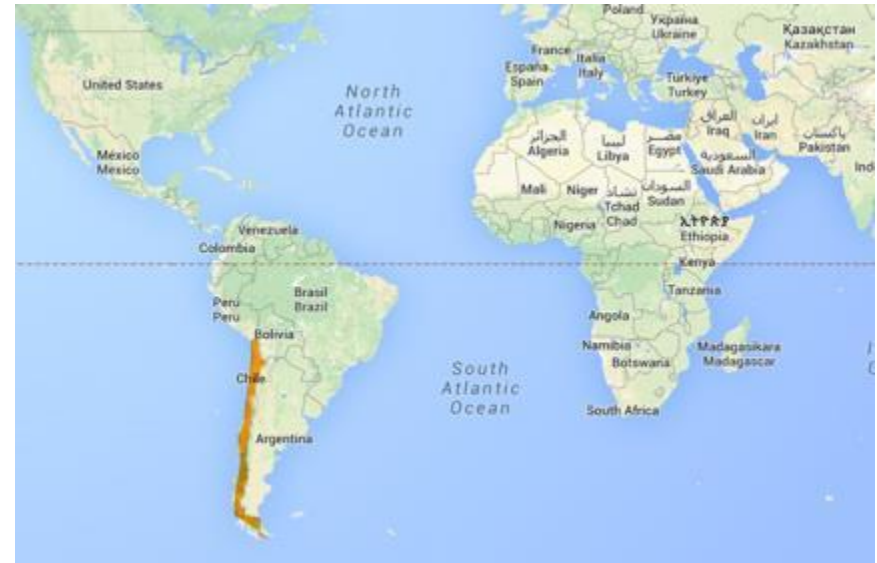 Poland
Україна
Ukraine
Қазақстан
Kazakhstan
France
Italia
Italy
España
Spain
Türkiye
Turkey
United States
North
Atlantic
Ocean
العراق
Iraq
ایران
Iran
پاکستان
Pakistan
México
Mexico
الجزائر
Algeria
ليبيا
Libya
مصر
Egypt
السعودية
Saudi Arabia
Ind
Mali
Niger
تشاد
Tchad
Chad
السودان
Sudan
Nigeria
ኢትዮጵያ
Ethiopia
Venezuela
Colombia
Kenya
Tanzania
Perú
Peru
Brasil
Brazil
Angola
Bolivia
Namibia
Botswana
Madagasikara
Madagascar
Chile
South
Atlantic
Ocean
South Africa
Argentina